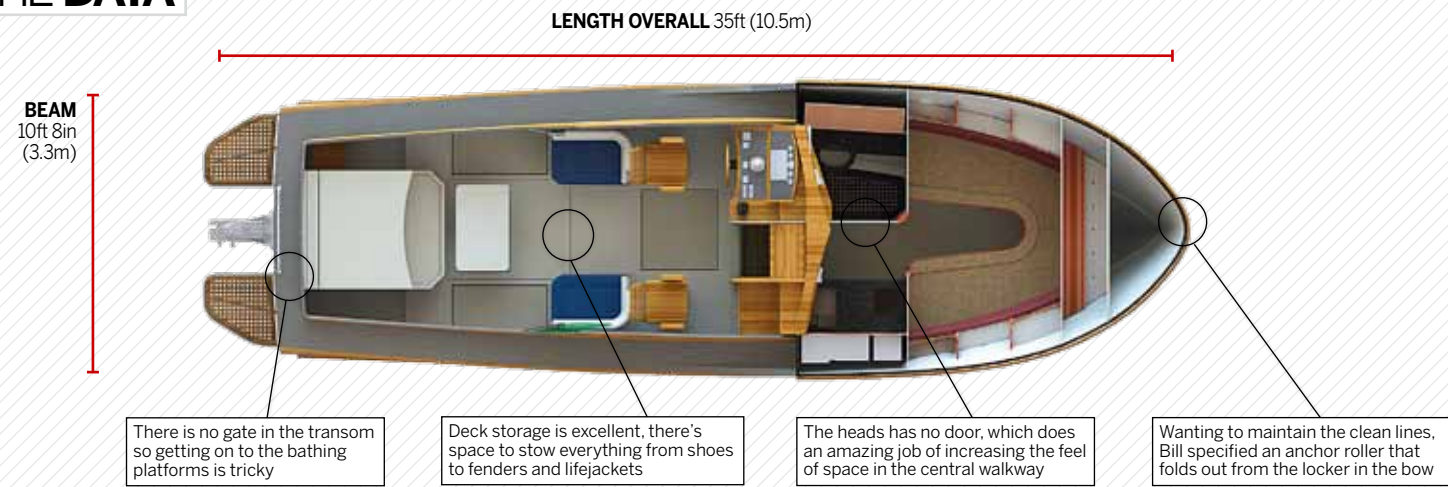 DATA
LENGTH OVERALL 35ft (10.5m)
BEAM
10ft 8in
(3.3m)
There is no gate in the transom
so getting on to the bathing
platforms is tricky
Deck storage is excellent, there's
space to stow everything from shoes
to fenders and lifejackets
The heads has no door, which does
an amazing job of increasing the feel
of space in the central walkway
Wanting to maintain the clean lines,
Bill specified an anchor roller that
folds out from the locker in the bow